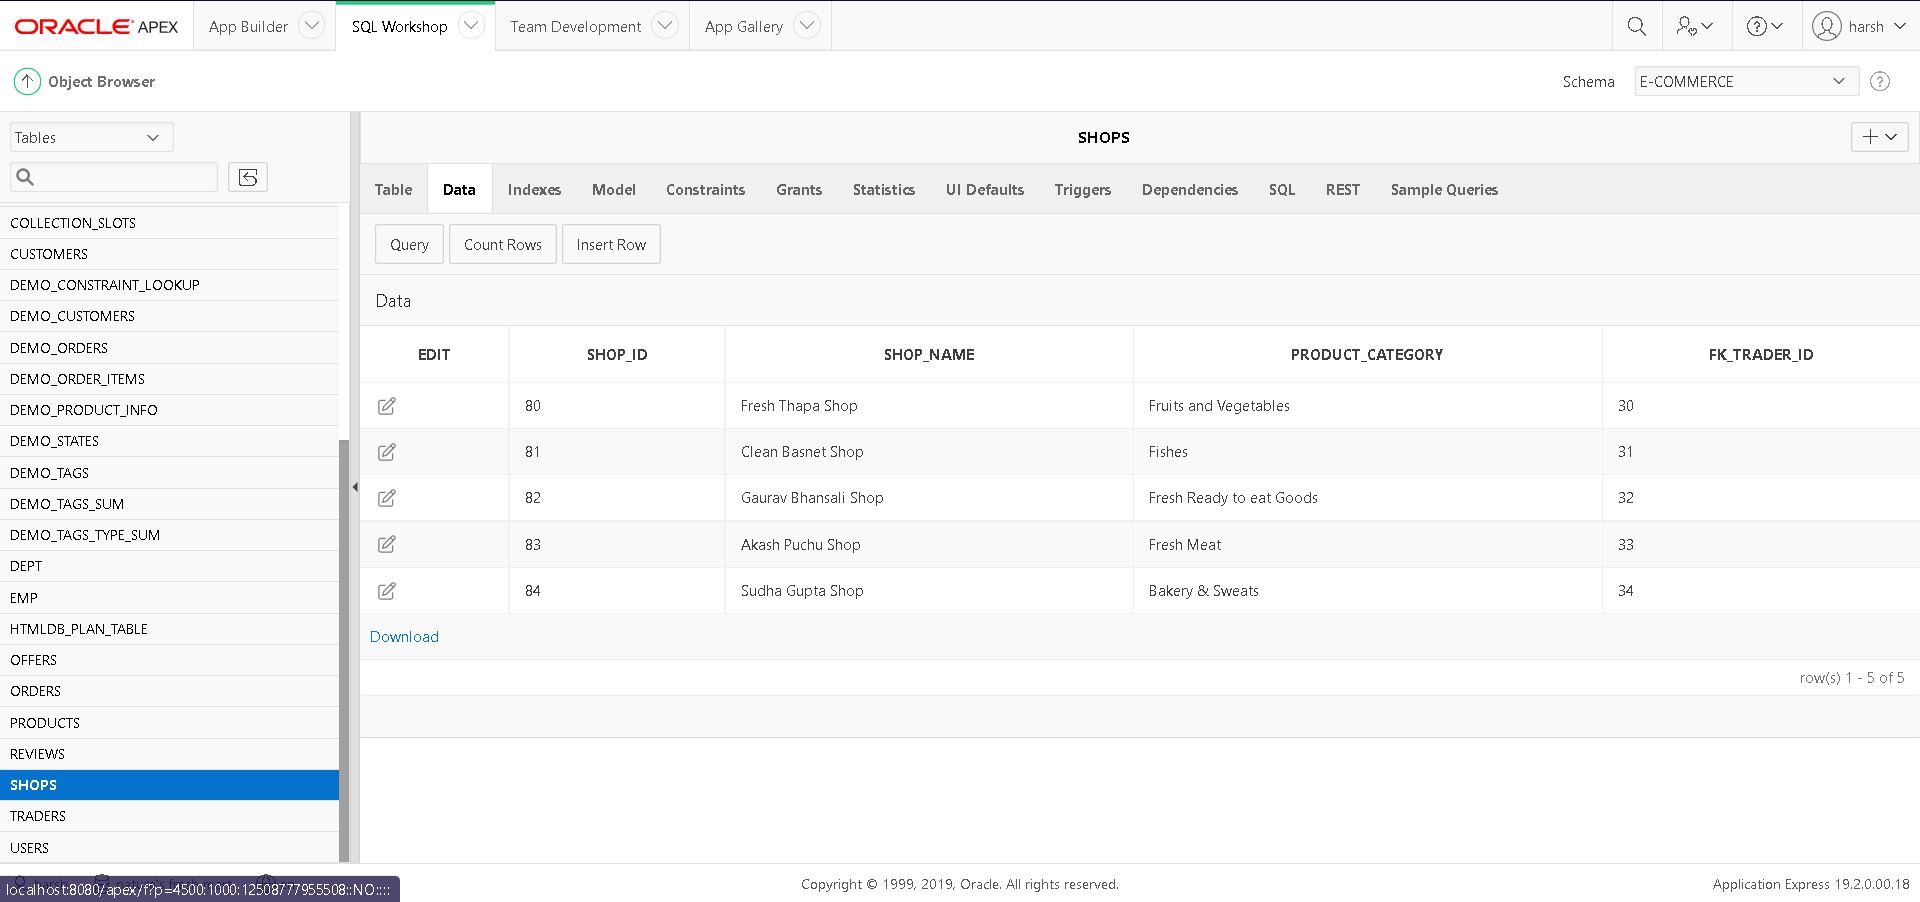 ORACLE APEX App Builder SQL Workshop Team Development App Gallery harsh
Object Browser Schema E-COMMERCE
Tables
COLLECTION_SLOTS
CUSTOMERS
DEMO_CONSTRAINT_LOOKUP
DEMO_CUSTOMERS
DEMO_ORDERS
DEMO_ORDER_ITEMS
DEMO_PRODUCT_INFO
DEMO_STATES
DEMO_TAGS
DEMO_TAGS_SUM
DEMO_TAGS_TYPE_SUM
DEPT
EMP
HTMLDB_PLAN_TABLE
OFFERS
ORDERS
PRODUCTS
REVIEWS
SHOPS
TRADERS
USERS
SHOPS
Table Data Indexes Model Constraints Grants Statistics UI Defaults Triggers Dependencies SQL REST Sample Queries
Query Count Rows Insert Row
Data
EDIT SHOP_ID SHOP_NAME PRODUCT_CATEGORY FK_TRADER_ID
80 Fresh Thapa Shop Fruits and Vegetables 30
81 Clean Basnet Shop Fishes 31
82 Gaurav Bhansali Shop Fresh Ready to eat Goods 32
83 Akash Puchu Shop Fresh Meat 33
84 Sudha Gupta Shop Bakery & Sweats 34
Download
row(s) 1 - 5 of 5
localhost:8080/apex/f?p=4500:1000:12508777955508::NO:::: Copyright © 1999, 2019, Oracle. All rights reserved. Application Express 19.2.0.00.18